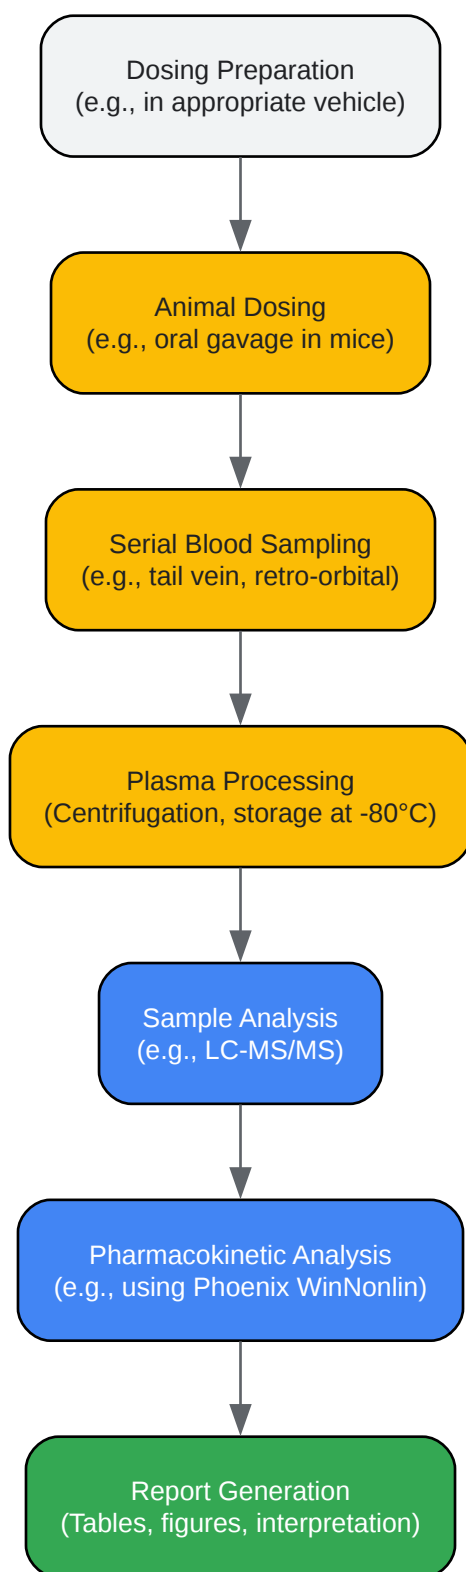 Dosing Preparation
(e.g., in appropriate vehicle)
Animal Dosing
(e.g., oral gavage in mice)
Serial Blood Sampling
(e.g., tail vein, retro-orbital)
Plasma Processing
(Centrifugation, storage at -80°C)
Sample Analysis
(e.g., LC-MS/MS)
Pharmacokinetic Analysis
(e.g., using Phoenix WinNonlin)
Report Generation
(Tables, figures, interpretation)